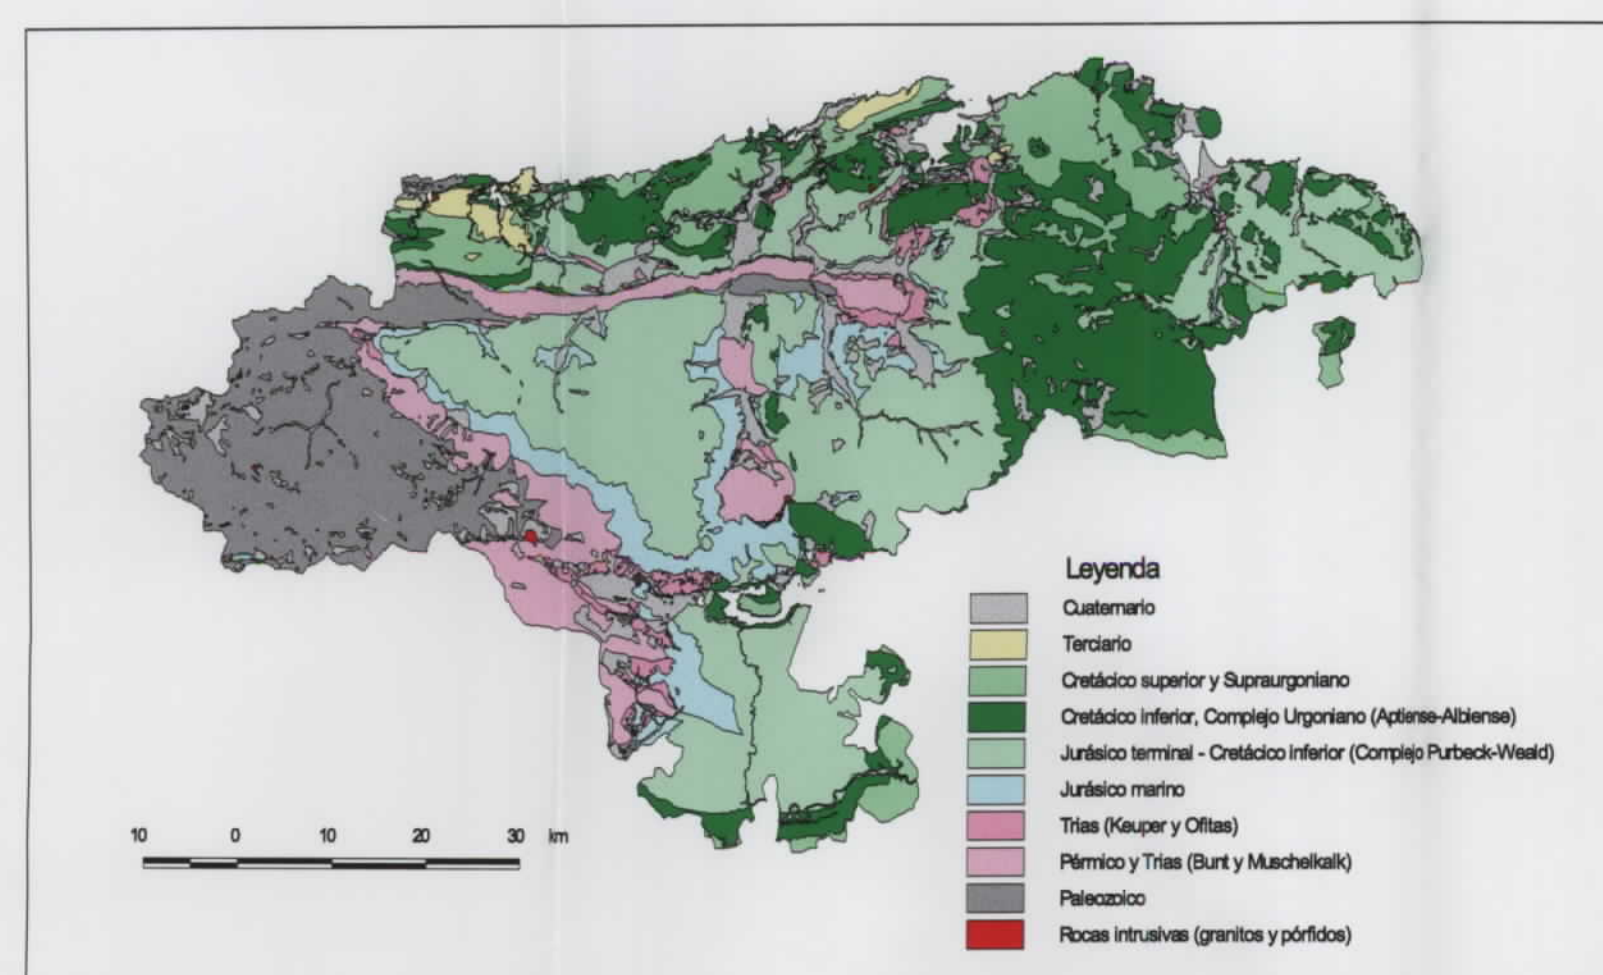 Leyenda
Cuaternario
Terciario
Cretácico superior y Supraurgoniano
Cretácico inferior, Complejo Urgoniano (Aptiense-Albiense)
Jurásico terminal - Cretácico inferior (Complejo Purbeck-Weald)
Jurásico marino
Trias (Keuper y Ofitas)
Pérmico y Trias (Bunt y Muschelkalk)
Paleozoico
Rocas intrusivas (granitos y pórfidos)
10 0 10 20 30 km